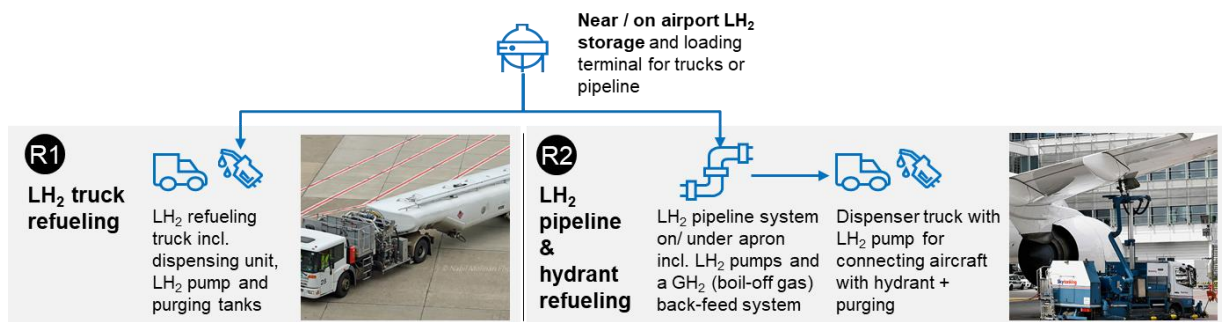 Near / on airport LH₂
storage and loading
terminal for trucks or
pipeline
R1
LH₂ truck
refueling
LH₂ refueling
truck incl.
dispensing unit,
LH₂ pump and
purging tanks
R2
LH₂
pipeline
&
hydrant
refueling
LH₂ pipeline system
on/ under apron
incl. LH₂ pumps and
a GH₂ (boil-off gas)
back-feed system
Dispenser truck with
LH₂ pump for
connecting aircraft
with hydrant +
purging